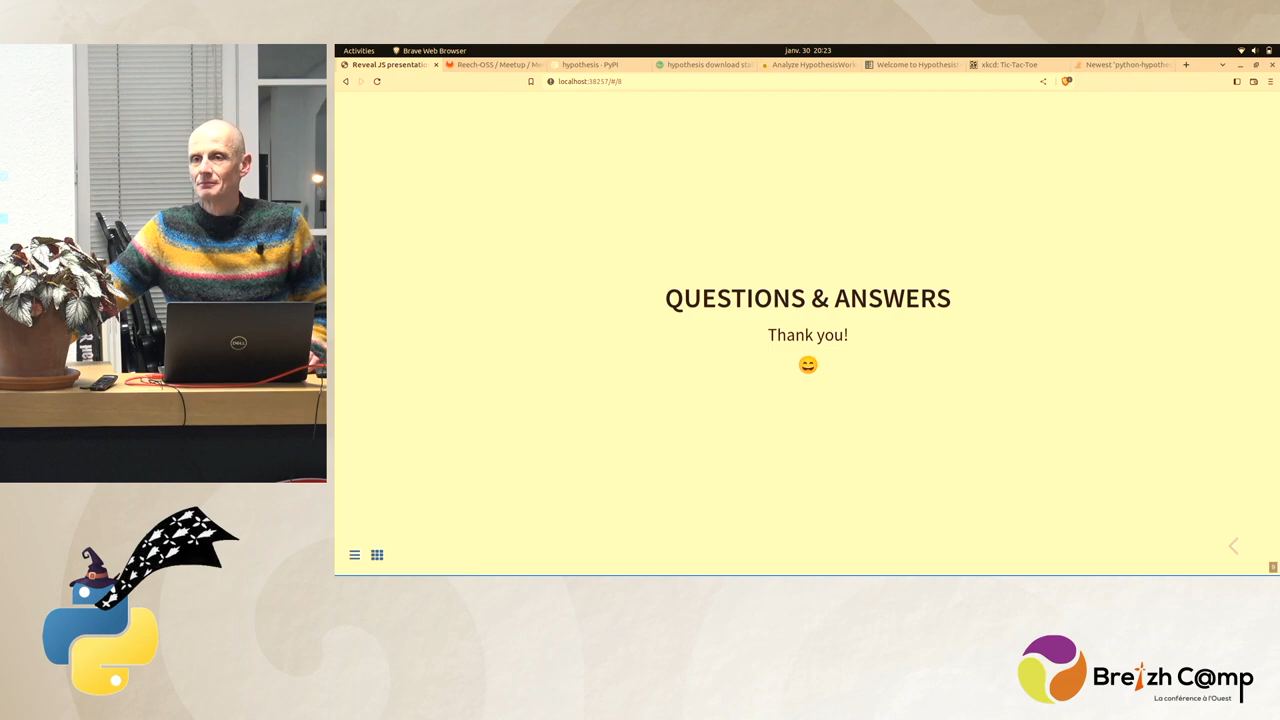 Activities
Brave Web Browser
janv. 30 20:23
Reveal JS presentatio
Reech-OSS / Meetup / Me
hypothesis · PyPI
hypothesis download sta
Analyze HypothesisWork
Welcome to Hypothesis!
xkcd: Tic-Tac-Toe
Newest 'python-hypothe
localhost:38257/#/8
QUESTIONS & ANSWERS
Thank you!
DELL
Breizh C@mp
La conférence à l'Ouest